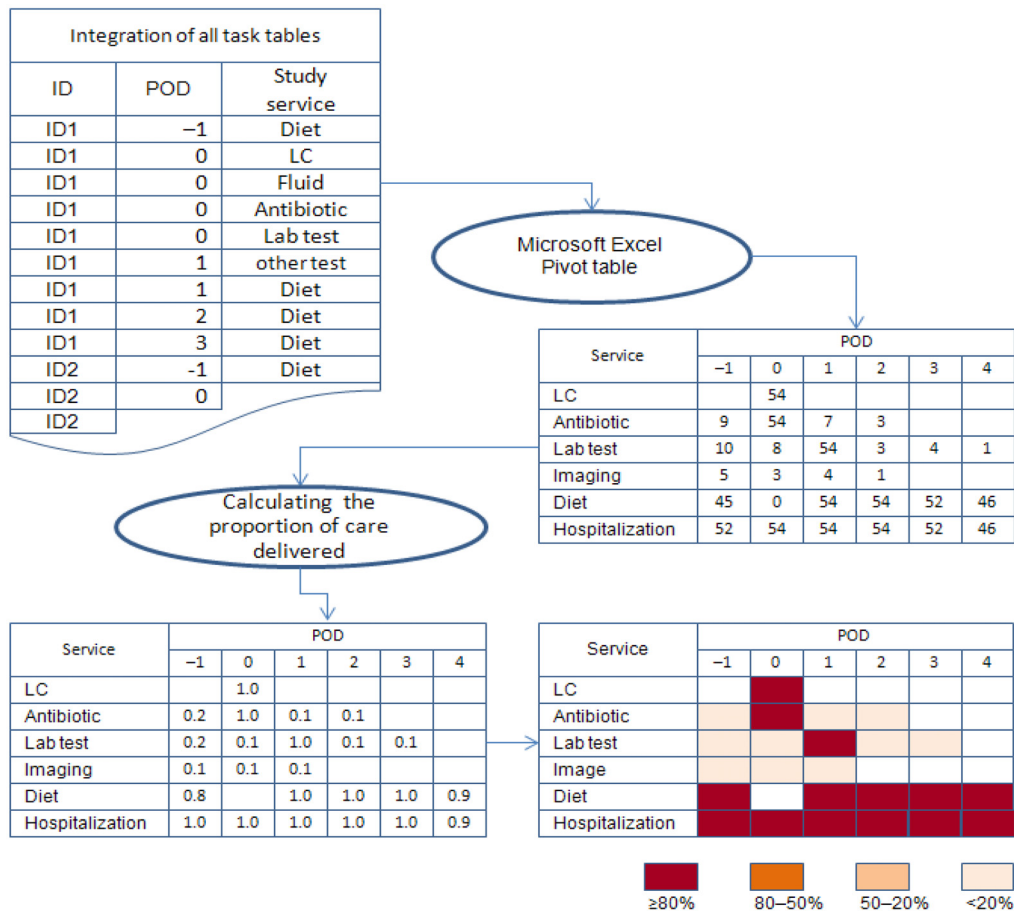 Integration of all task tables
ID POD Study service
ID1 –1 Diet
ID1 0 LC
ID1 0 Fluid
ID1 0 Antibiotic
ID1 0 Lab test
ID1 1 othertest
ID1 1 Diet
ID1 2 Diet
ID1 3 Diet
ID2 -1 Diet
ID2 0
ID2
Microsoft Excel
Pivot table
Service POD
–1 0 1 2 3 4
LC 54
Antibiotic 9 54 7 3
Lab test 10 8 54 3 4 1
Imaging 5 3 4 1
Diet 45 0 54 54 52 46
Hospitalization 52 54 54 54 52 46
Calculating the
proportion of care
delivered
Service POD
–1 0 1 2 3 4
LC 1.0
Antibiotic 0.2 1.0 0.1 0.1
Lab test 0.2 0.1 1.0 0.1 0.1
Imaging 0.1 0.1 0.1
Diet 0.8 1.0 1.0 1.0 0.9
Hospitalization 1.0 1.0 1.0 1.0 1.0 0.9
Service POD
–1 0 1 2 3 4
LC
Antibiotic
Lab test
Image
Diet
Hospitalization
≥80% 80–50% 50–20% <20%